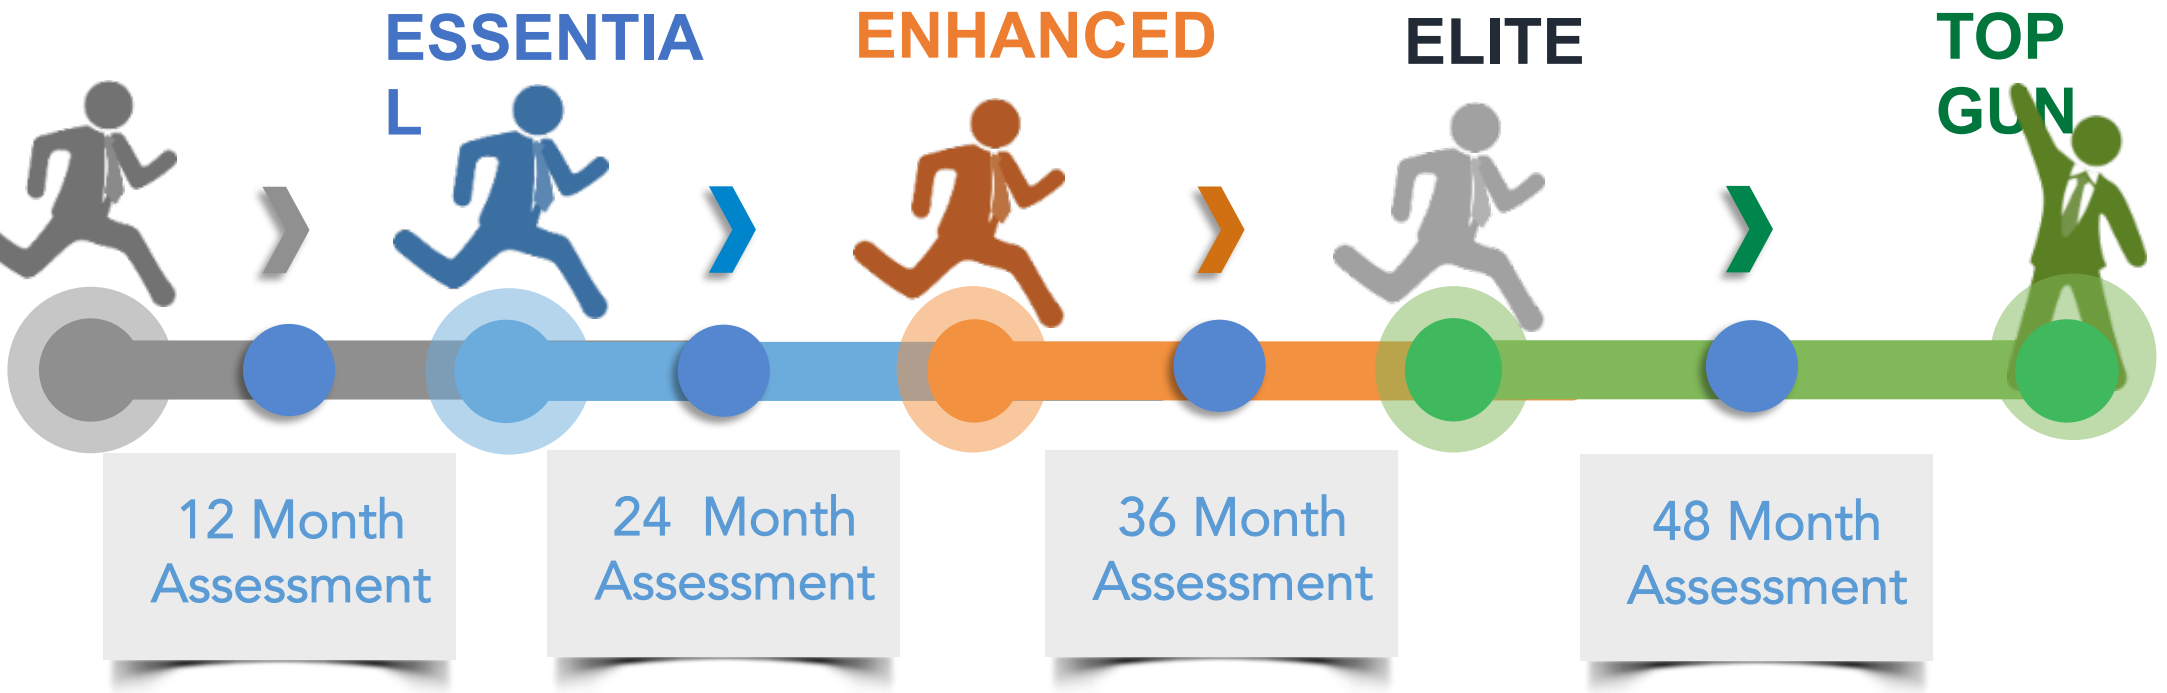 ESSENTIA
L
ENHANCED
ELITE
TOP
GUN
12 Month
Assessment
24  Month
Assessment
36 Month
Assessment
48 Month
Assessment